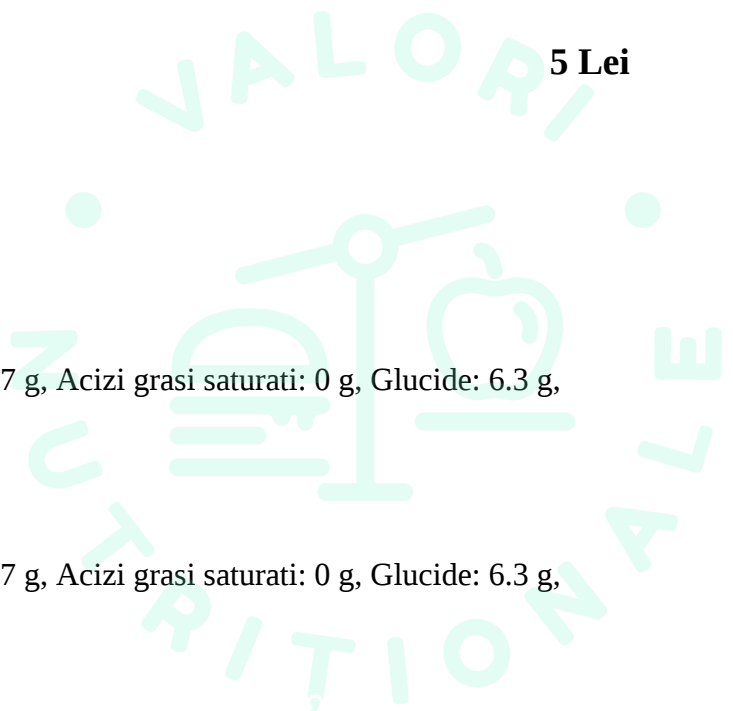 VALORI
5 Lei
7 g, Acizi grasi saturati: 0 g, Glucide: 6.3 g,
7 g, Acizi grasi saturati: 0 g, Glucide: 6.3 g,
NUTRITIONALE